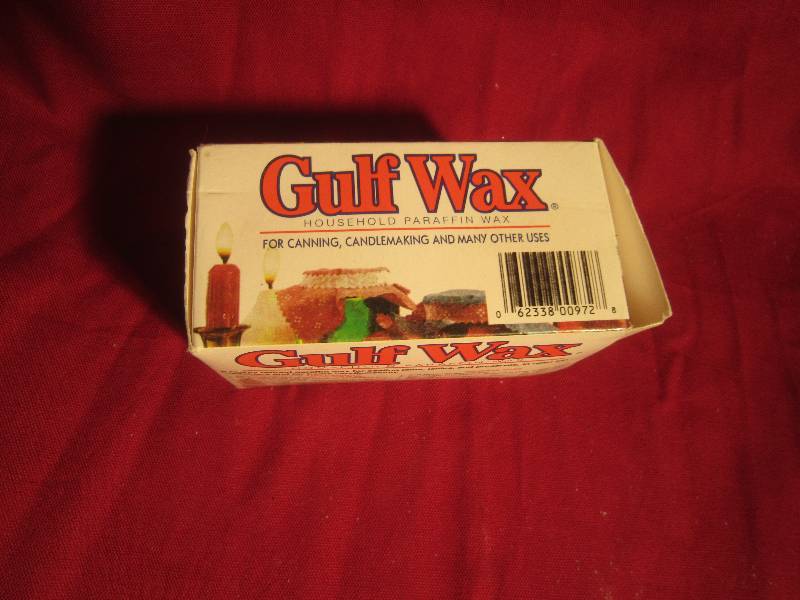 Gulf Wax®
HOUSEHOLD PARAFFIN WAX
FOR CANNING, CANDLEMAKING AND MANY OTHER USES
0 62338 00972 8
Gulf Wax